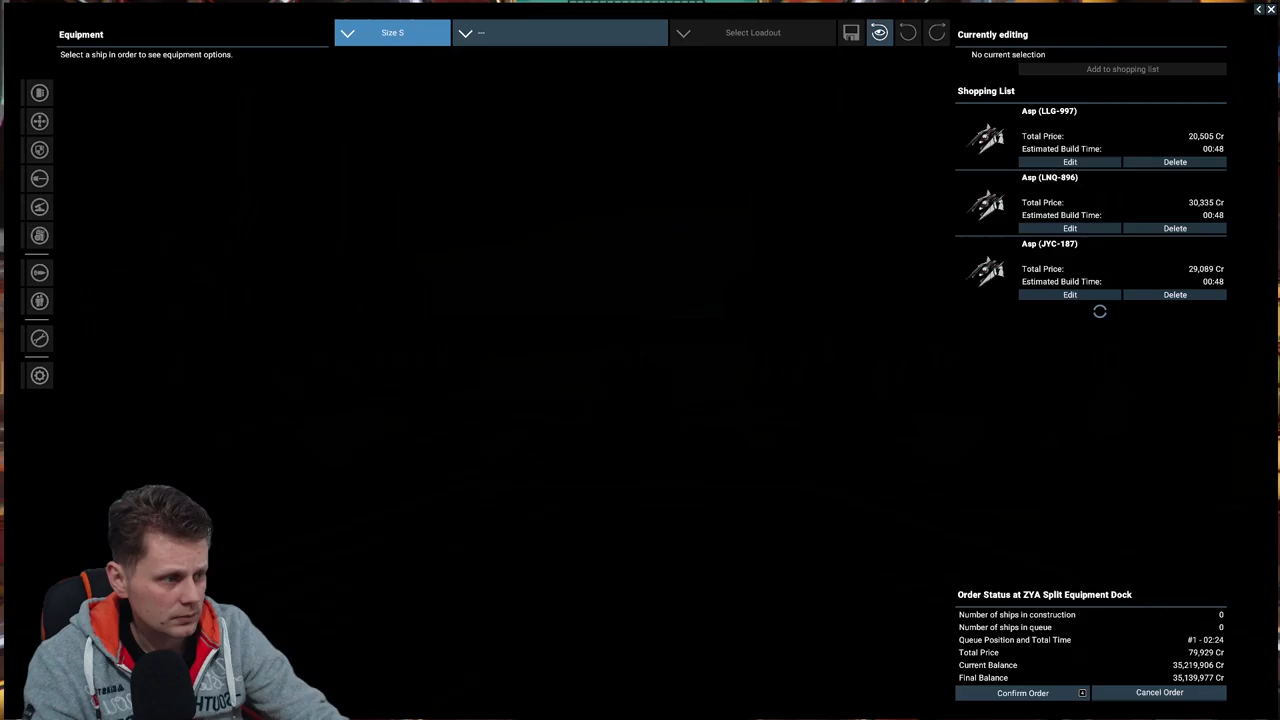 Equipment
Select a ship in order to see equipment options.
Size S
---
Select Loadout
Currently editing
No current selection
Add to shopping list
Shopping List
Asp (LLG-997)
Total Price: 20,505 Cr
Estimated Build Time: 00:48
Edit Delete
Asp (LNQ-896)
Total Price: 30,335 Cr
Estimated Build Time: 00:48
Edit Delete
Asp (JYC-187)
Total Price: 29,089 Cr
Estimated Build Time: 00:48
Edit Delete
Order Status at ZYA Split Equipment Dock
Number of ships in construction 0
Number of ships in queue 0
Queue Position and Total Time #1 - 02:24
Total Price 79,929 Cr
Current Balance 35,219,906 Cr
Final Balance 35,139,977 Cr
Confirm Order Cancel Order